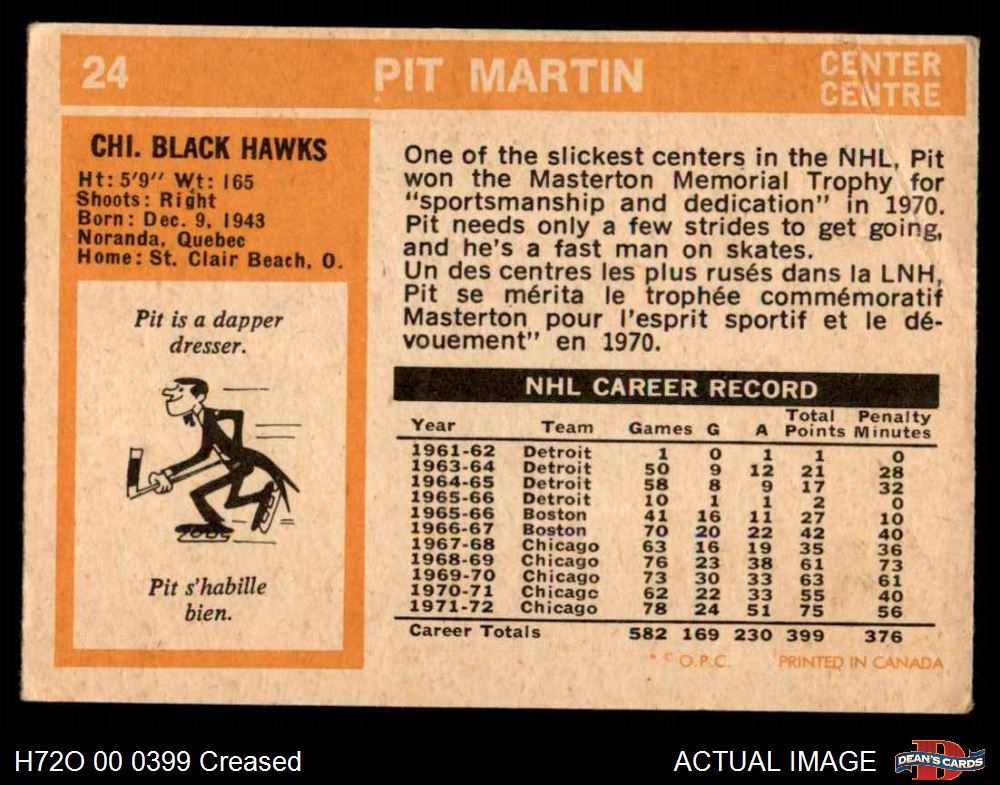 24
PIT MARTIN
CENTER
CENTRE
CHI. BLACK HAWKS
Ht: 5'9" Wt: 165
Shoots: Right
Born: Dec. 9, 1943
Noranda, Quebec
Home: St. Clair Beach, O.
Pit is a dapper
dresser.
Pit s'habille
bien.
One of the slickest centers in the NHL, Pit
won the Masterton Memorial Trophy for
"sportsmanship and dedication" in 1970.
Pit needs only a few strides to get going,
and he's a fast man on skates.
Un des centres les plus rusés dans la LNH,
Pit se mérita le trophée commémoratif
Masterton pour l'esprit sportif et le dé-
vouement" en 1970.
NHL CAREER RECORD
Year Team Games G A Total Points Penalty Minutes
1961-62 Detroit 1 0 1 1 0
1963-64 Detroit 50 9 12 21 28
1964-65 Detroit 58 8 9 17 32
1965-66 Detroit 10 1 1 2 0
1965-66 Boston 41 16 11 27 10
1966-67 Boston 70 20 22 42 40
1967-68 Chicago 63 16 19 35 36
1968-69 Chicago 76 23 38 61 73
1969-70 Chicago 73 30 33 63 61
1970-71 Chicago 62 22 33 55 40
1971-72 Chicago 78 24 51 75 56
Career Totals 582 169 230 399 376
O.P.C. PRINTED IN CANADA
H72O 00 0399 Creased
ACTUAL IMAGE
DEAN'S CARDS